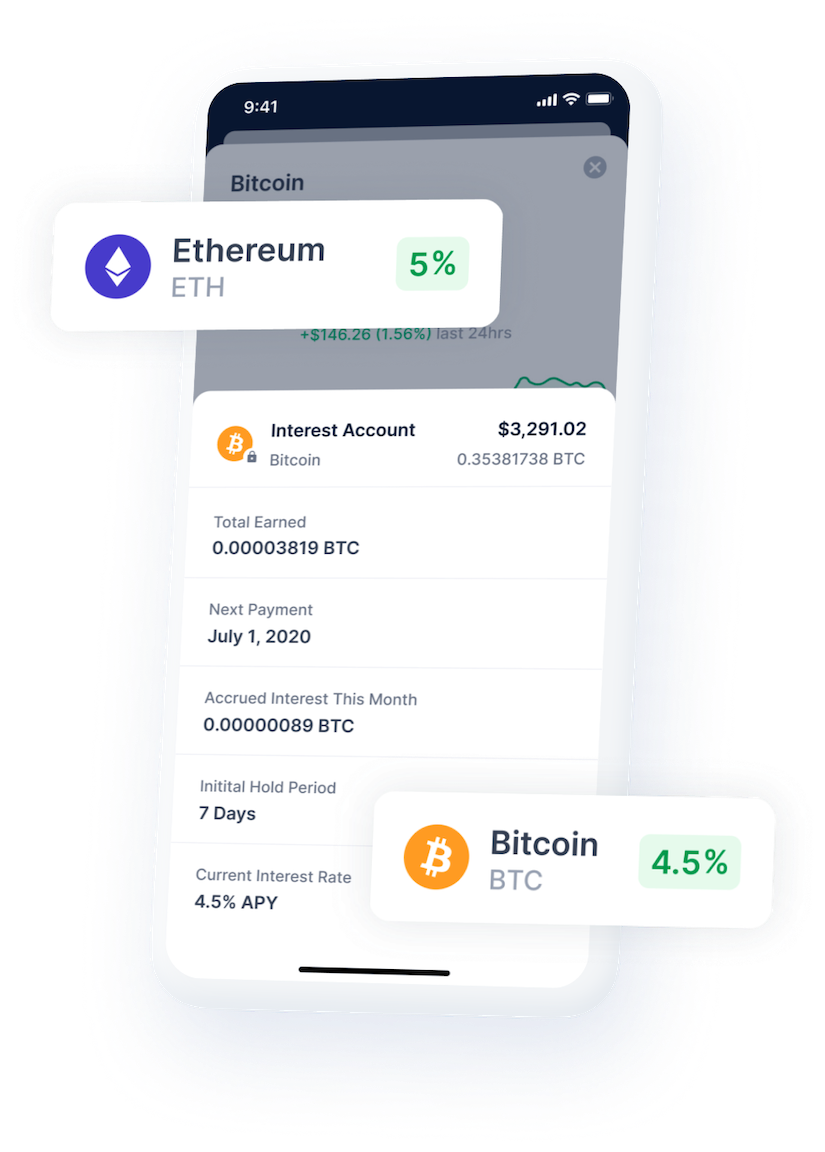 9:41
Bitcoin
Ethereum
ETH
5%
+$146.26 (1.56%) last 24hrs
Interest Account
$3,291.02
Bitcoin
0.35381738 BTC
Total Earned
0.00003819 BTC
Next Payment
July 1, 2020
Accrued Interest This Month
0.00000089 BTC
Initital Hold Period
7 Days
Bitcoin
BTC
4.5%
Current Interest Rate
4.5% APY